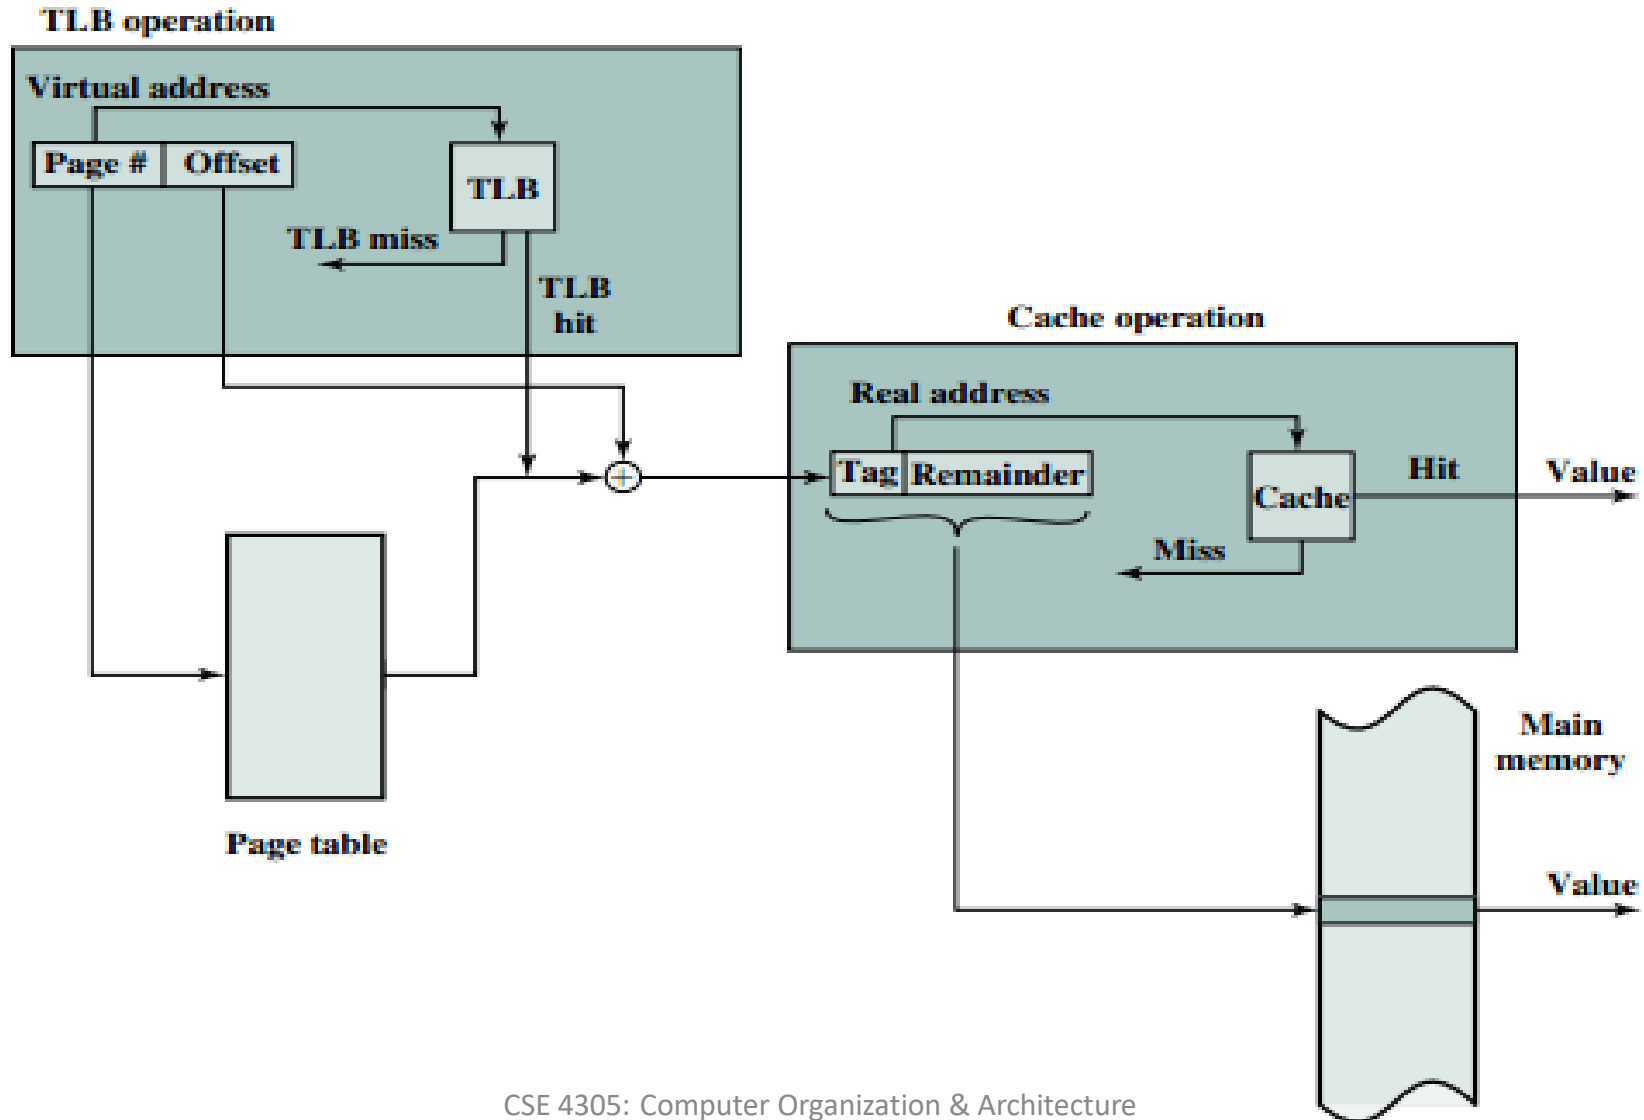 TLB operation
Virtual address
Page # Offset
TLB
TLB miss
TLB
hit
Cache operation
Real address
Tag Remainder
Cache
Hit
Value
Miss
Page table
Main
memory
Value
CSE 4305: Computer Organization & Architecture